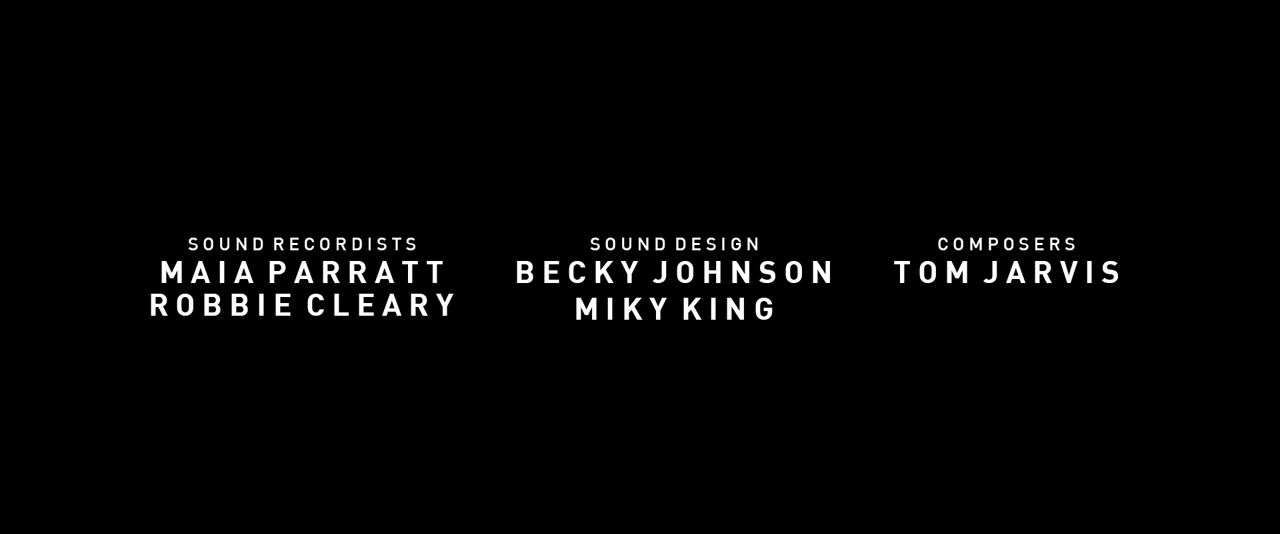 SOUND RECORDISTS
MAIA PARRATT
ROBBIE CLEARY
SOUND DESIGN
BECKY JOHNSON
MIKY KING
COMPOSERS
TOM JARVIS